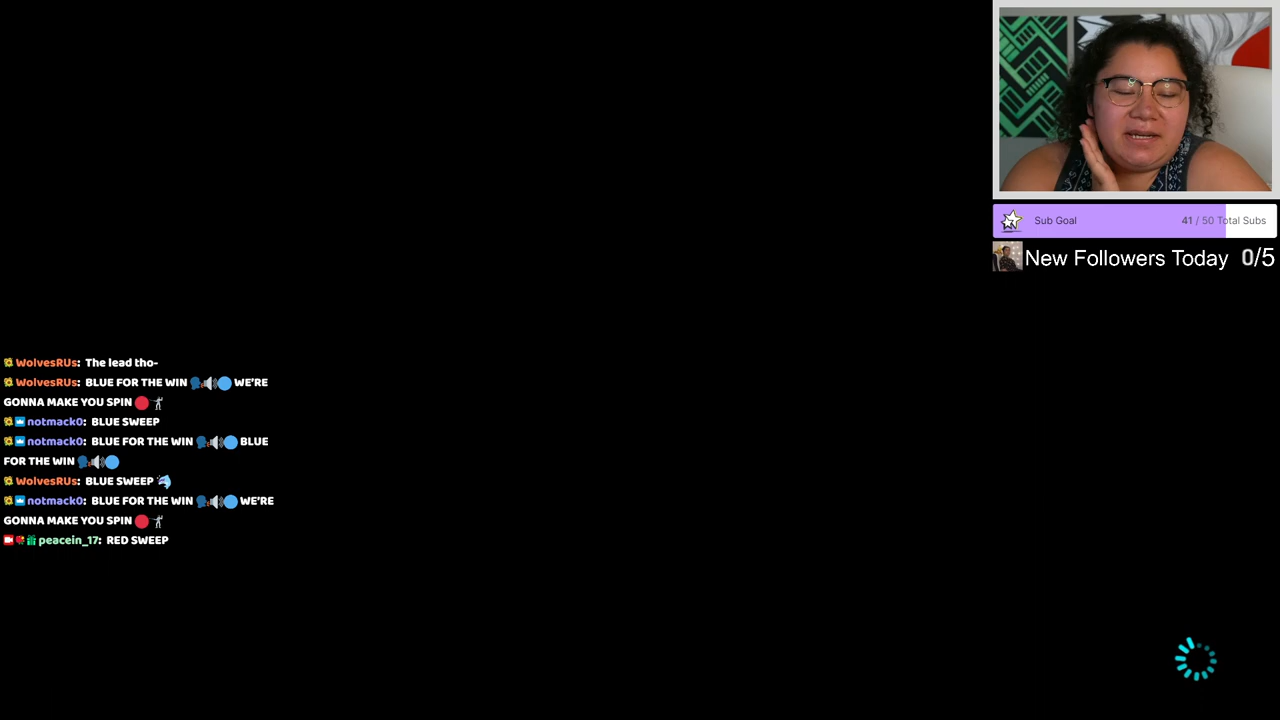 Sub Goal 41 / 50 Total Subs
New Followers Today 0/5
WolvesRUs: The lead tho-
WolvesRUs: BLUE FOR THE WIN 🗣🔊🔵 WE'RE
GONNA MAKE YOU SPIN 🔴🕺
notmack0: BLUE SWEEP
notmack0: BLUE FOR THE WIN 🗣🔊🔵 BLUE
FOR THE WIN 🗣🔊🔵
WolvesRUs: BLUE SWEEP
notmack0: BLUE FOR THE WIN 🗣🔊🔵 WE'RE
GONNA MAKE YOU SPIN 🔴🕺
peacein_17: RED SWEEP